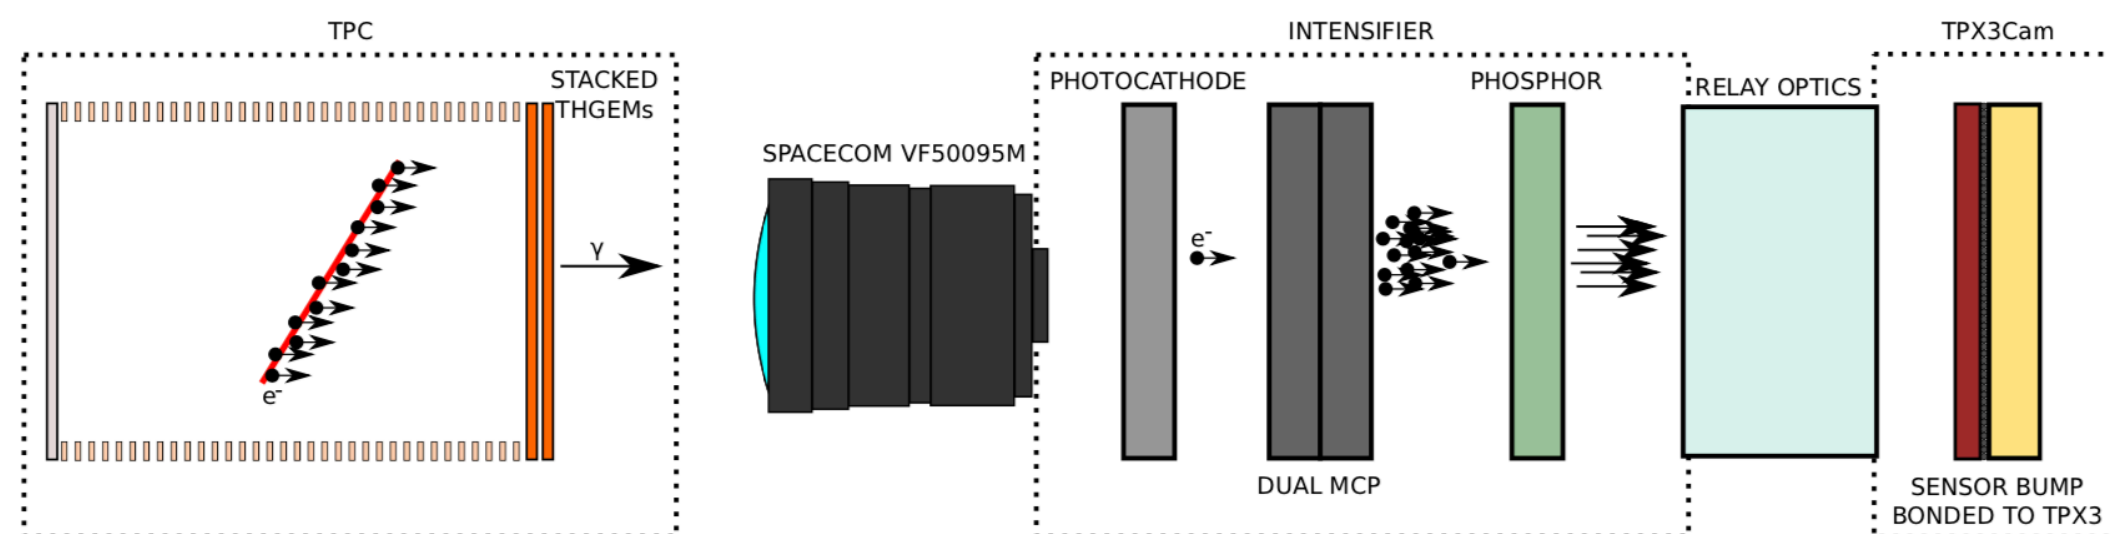 TPC
STACKED
THGEMs
e-
γ
SPACECOM VF50095M
INTENSIFIER
PHOTOCATHODE
e-
DUAL MCP
PHOSPHOR
RELAY OPTICS
TPX3Cam
SENSOR BUMP
BONDED TO TPX3